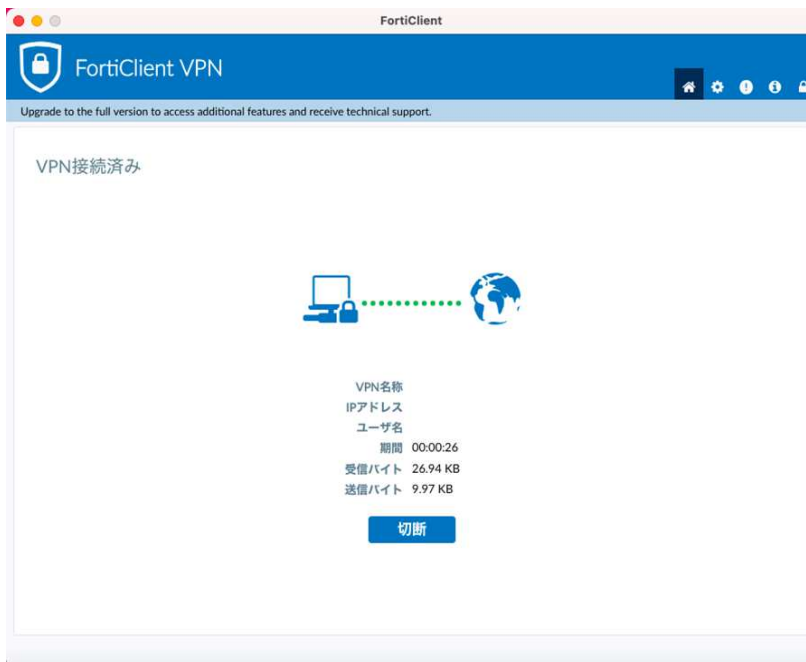 FortiClient
FortiClient VPN
Upgrade to the full version to access additional features and receive technical support.
VPN接続済み
VPN名称
IPアドレス
ユーザ名
期間 00:00:26
受信バイト 26.94 KB
送信バイト 9.97 KB
切断